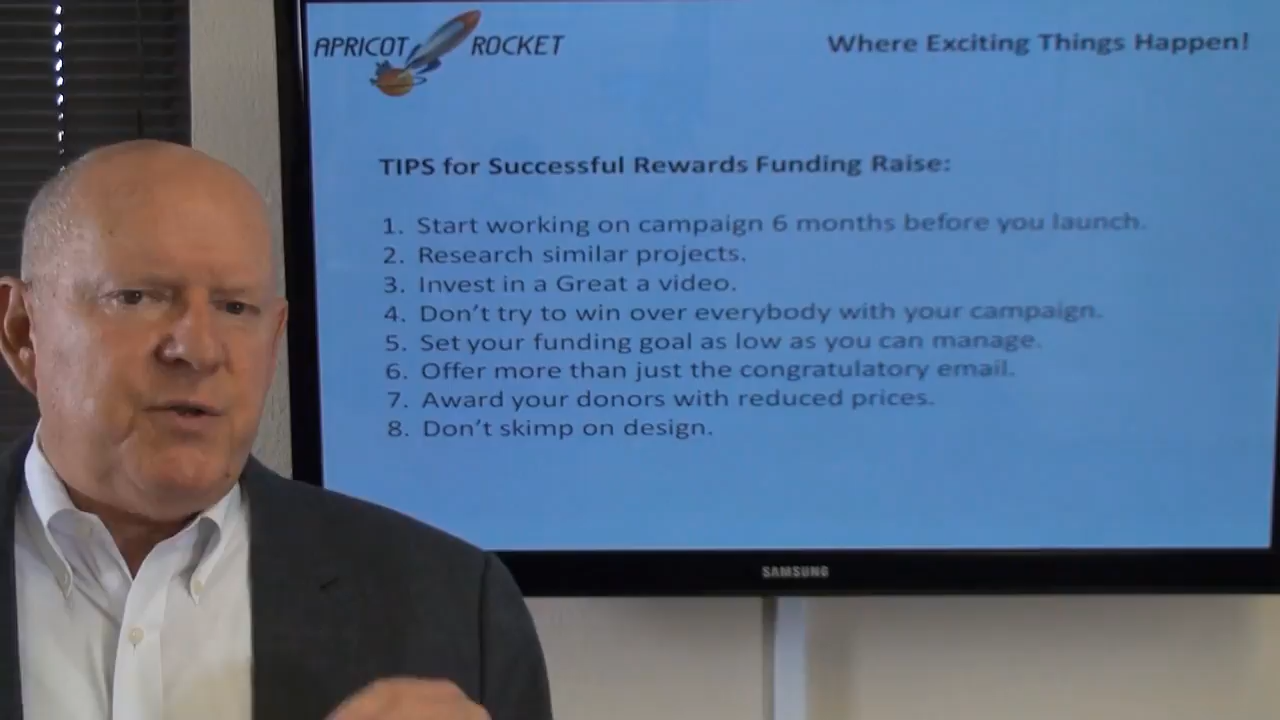 APRICOT ROCKET
Where Exciting Things Happen!
TIPS for Successful Rewards Funding Raise:
1. Start working on campaign 6 months before you launch.
2. Research similar projects.
3. Invest in a Great a video.
4. Don't try to win over everybody with your campaign.
5. Set your funding goal as low as you can manage.
6. Offer more than just the congratulatory email.
7. Award your donors with reduced prices.
8. Don't skimp on design.
SAMSUNG